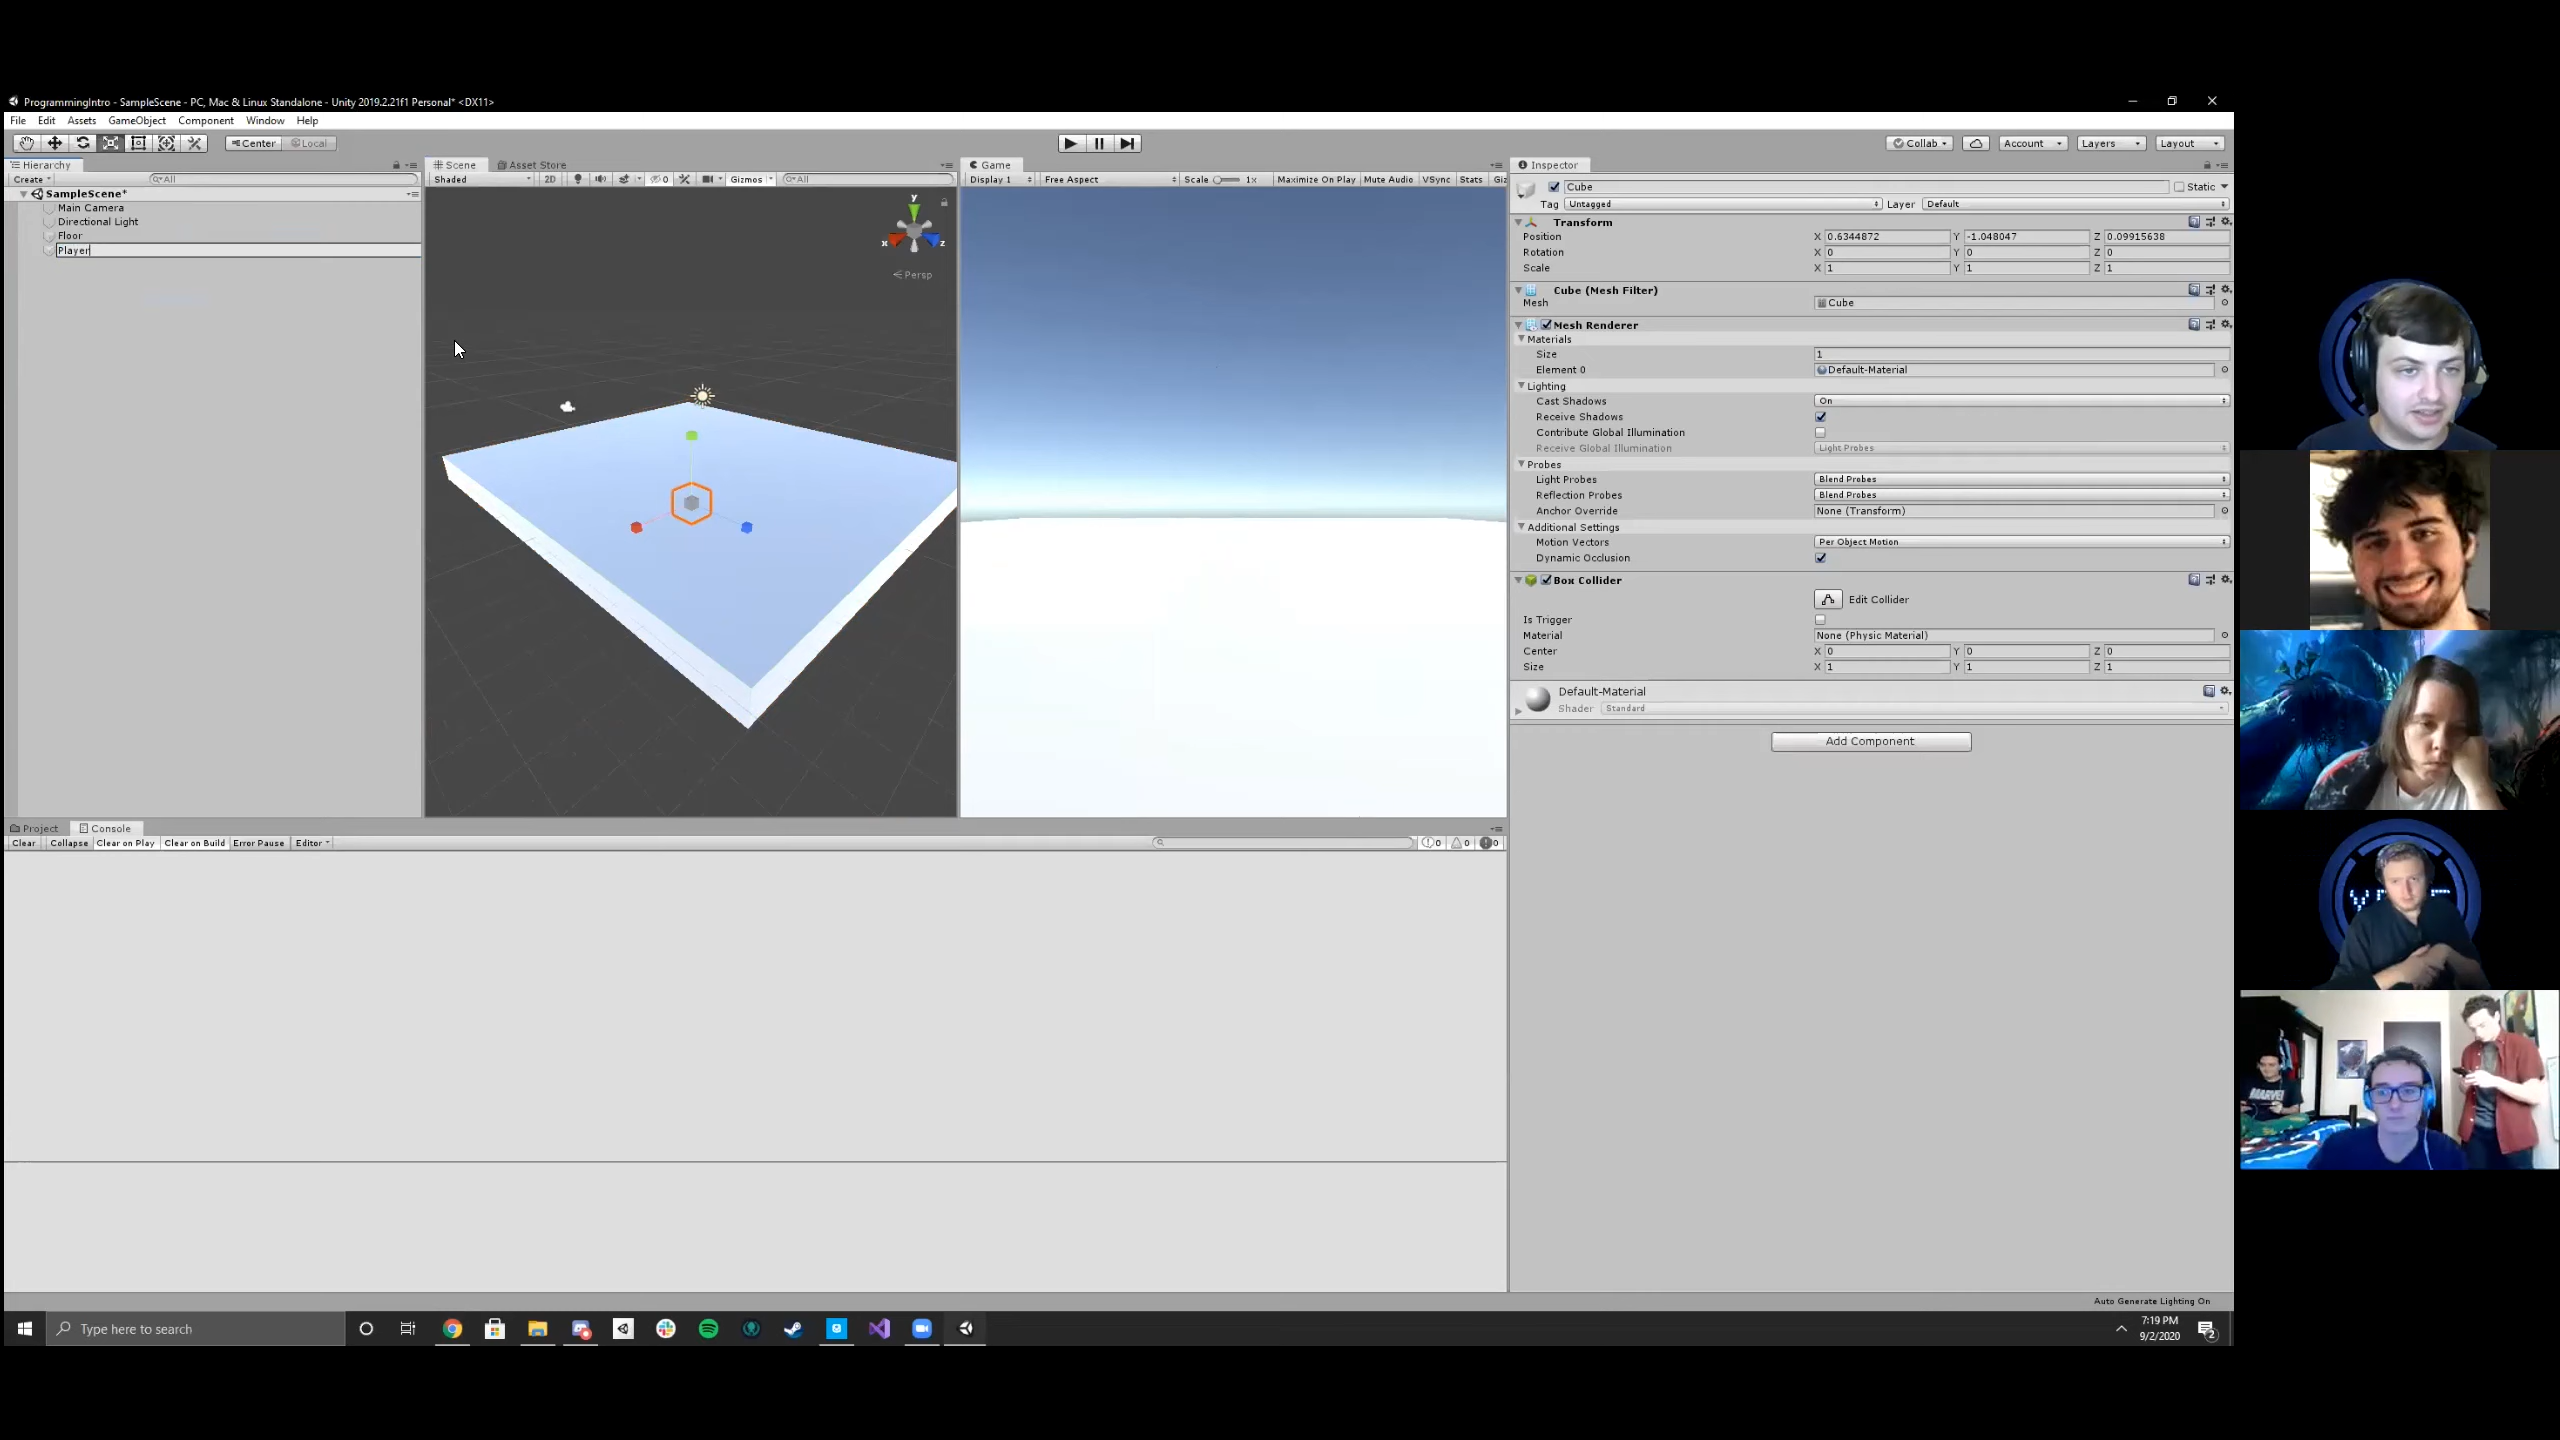 ProgrammingIntro - SampleScene - PC, Mac & Linux Standalone - Unity 2019.2.21f1 Personal* <DX11>
File Edit Assets GameObject Component Window Help
Center Local
Collab Account Layers Layout
Hierarchy
Create All
SampleScene*
Main Camera
Directional Light
Floor
Player
Scene Asset Store
Shaded 2D 0 Gizmos All
y
x z
Persp
Game
Display 1 Free Aspect Scale 1x Maximize On Play Mute Audio VSync Stats Giz
Inspector
Cube Static
Tag Untagged Layer Default
Transform
Position X 0.6344872 Y -1.048047 Z 0.09915638
Rotation X 0 Y 0 Z 0
Scale X 1 Y 1 Z 1
Cube (Mesh Filter)
Mesh Cube
Mesh Renderer
Materials
Size 1
Element 0 Default-Material
Lighting
Cast Shadows On
Receive Shadows
Contribute Global Illumination
Receive Global Illumination Light Probes
Probes
Light Probes Blend Probes
Reflection Probes Blend Probes
Anchor Override None (Transform)
Additional Settings
Motion Vectors Per Object Motion
Dynamic Occlusion
Box Collider
Edit Collider
Is Trigger
Material None (Physic Material)
Center X 0 Y 0 Z 0
Size X 1 Y 1 Z 1
Default-Material
Shader Standard
Add Component
Project Console
Clear Collapse Clear on Play Clear on Build Error Pause Editor 0 0 0
Auto Generate Lighting On
Type here to search
7:19 PM
9/2/2020
2
MARVEL